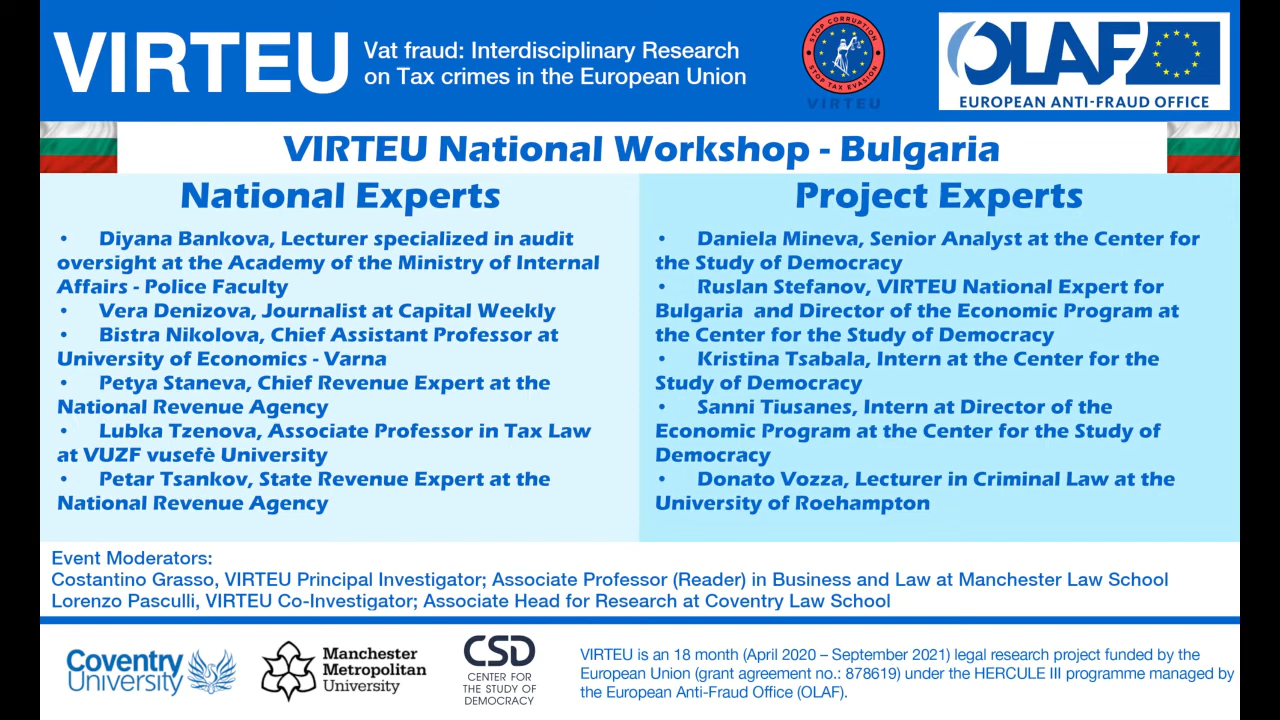 VIRTEU
Vat fraud: Interdisciplinary Research
on Tax crimes in the European Union
STOP CORRUPTION
STOP TAX EVASION
VIRTEU
OLAF
EUROPEAN ANTI-FRAUD OFFICE
VIRTEU National Workshop - Bulgaria
National Experts
• Diyana Bankova, Lecturer specialized in audit
oversight at the Academy of the Ministry of Internal
Affairs - Police Faculty
• Vera Denizova, Journalist at Capital Weekly
• Bistra Nikolova, Chief Assistant Professor at
University of Economics - Varna
• Petya Staneva, Chief Revenue Expert at the
National Revenue Agency
• Lubka Tzenova, Associate Professor in Tax Law
at VUZF vusefè University
• Petar Tsankov, State Revenue Expert at the
National Revenue Agency
Project Experts
• Daniela Mineva, Senior Analyst at the Center for
the Study of Democracy
• Ruslan Stefanov, VIRTEU National Expert for
Bulgaria and Director of the Economic Program at
the Center for the Study of Democracy
• Kristina Tsabala, Intern at the Center for the
Study of Democracy
• Sanni Tiusanes, Intern at Director of the
Economic Program at the Center for the Study of
Democracy
• Donato Vozza, Lecturer in Criminal Law at the
University of Roehampton
Event Moderators:
Costantino Grasso, VIRTEU Principal Investigator; Associate Professor (Reader) in Business and Law at Manchester Law School
Lorenzo Pasculli, VIRTEU Co-Investigator; Associate Head for Research at Coventry Law School
Coventry
University
Manchester
Metropolitan
University
CSD
CENTER FOR
THE STUDY OF
DEMOCRACY
VIRTEU is an 18 month (April 2020 – September 2021) legal research project funded by the
European Union (grant agreement no.: 878619) under the HERCULE III programme managed by
the European Anti-Fraud Office (OLAF).